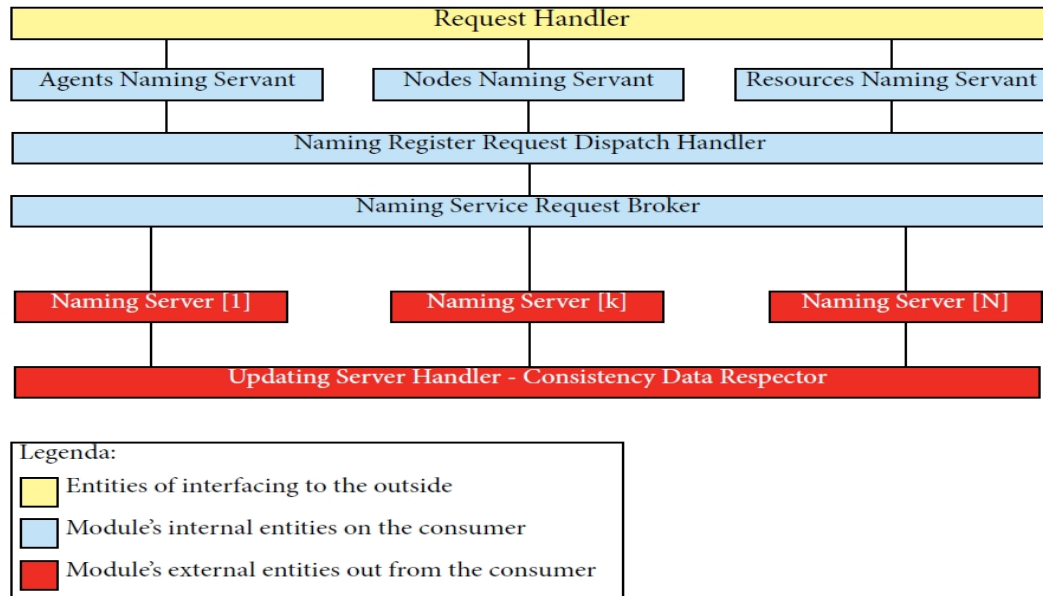 Request Handler
Agents Naming Servant
Nodes Naming Servant
Resources Naming Servant
Naming Register Request Dispatch Handler
Naming Service Request Broker
Naming Server [1]
Naming Server [k]
Naming Server [N]
Updating Server Handler - Consistency Data Respector
Legenda:
Entities of interfacing to the outside
Module's internal entities on the consumer
Module's external entities out from the consumer